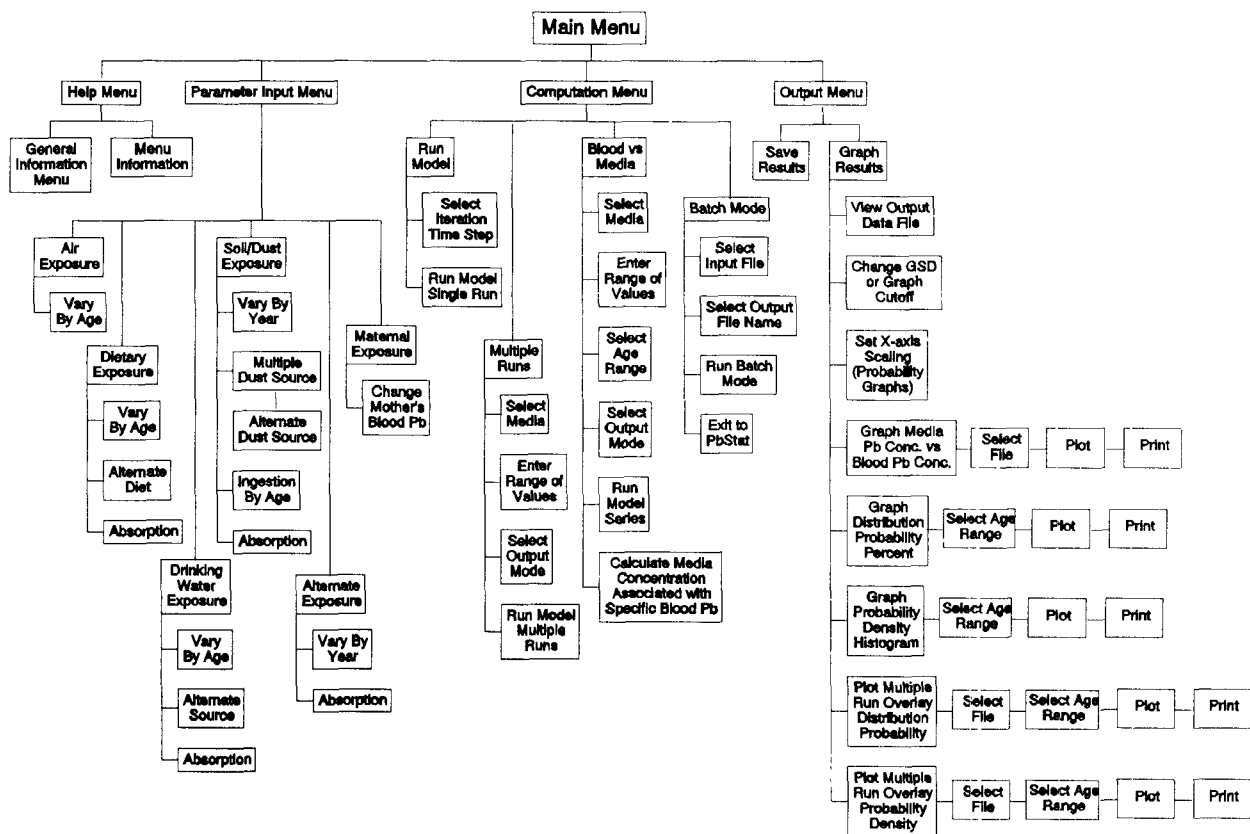 Main Menu
Help Menu
Parameter Input Menu
Computation Menu
Output Menu
General
Information
Menu
Menu
Information
Air
Exposure
Vary
By Age
Dietary
Exposure
Vary
By Age
Alternate
Diet
Absorption
Drinking
Water
Exposure
Vary
By Age
Alternate
Source
Absorption
Soil/Dust
Exposure
Vary By
Year
Multiple
Dust Source
Alternate
Dust Source
Ingestion
By Age
Absorption
Alternate
Exposure
Vary By
Year
Absorption
Maternal
Exposure
Change
Mother's
Blood Pb
Run
Model
Select
Iteration
Time Step
Run Model
Single Run
Multiple
Runs
Select
Media
Enter
Range of
Values
Select
Output
Mode
Run Model
Multiple
Runs
Blood vs
Media
Select
Media
Enter
Range of
Values
Select
Age
Range
Select
Output
Mode
Run
Model
Series
Calculate Media
Concentration
Associated with
Specific Blood Pb
Batch Mode
Select
Input File
Select Output
File Name
Run Batch
Mode
Exit to
PbStat
Save
Results
Graph
Results
View Output
Data File
Change GSD
or Graph
Cutoff
Set X-axis
Scaling
(Probability
Graphs)
Graph Media
Pb Conc. vs
Blood Pb Conc.
Select
File
Plot
Print
Graph
Distribution
Probability
Percent
Select Age
Range
Plot
Print
Graph
Probability
Density
Histogram
Select Age
Range
Plot
Print
Plot Multiple
Run Overlay
Distribution
Probability
Select
File
Select Age
Range
Plot
Print
Plot Multiple
Run Overlay
Probability
Density
Select
File
Select Age
Range
Plot
Print